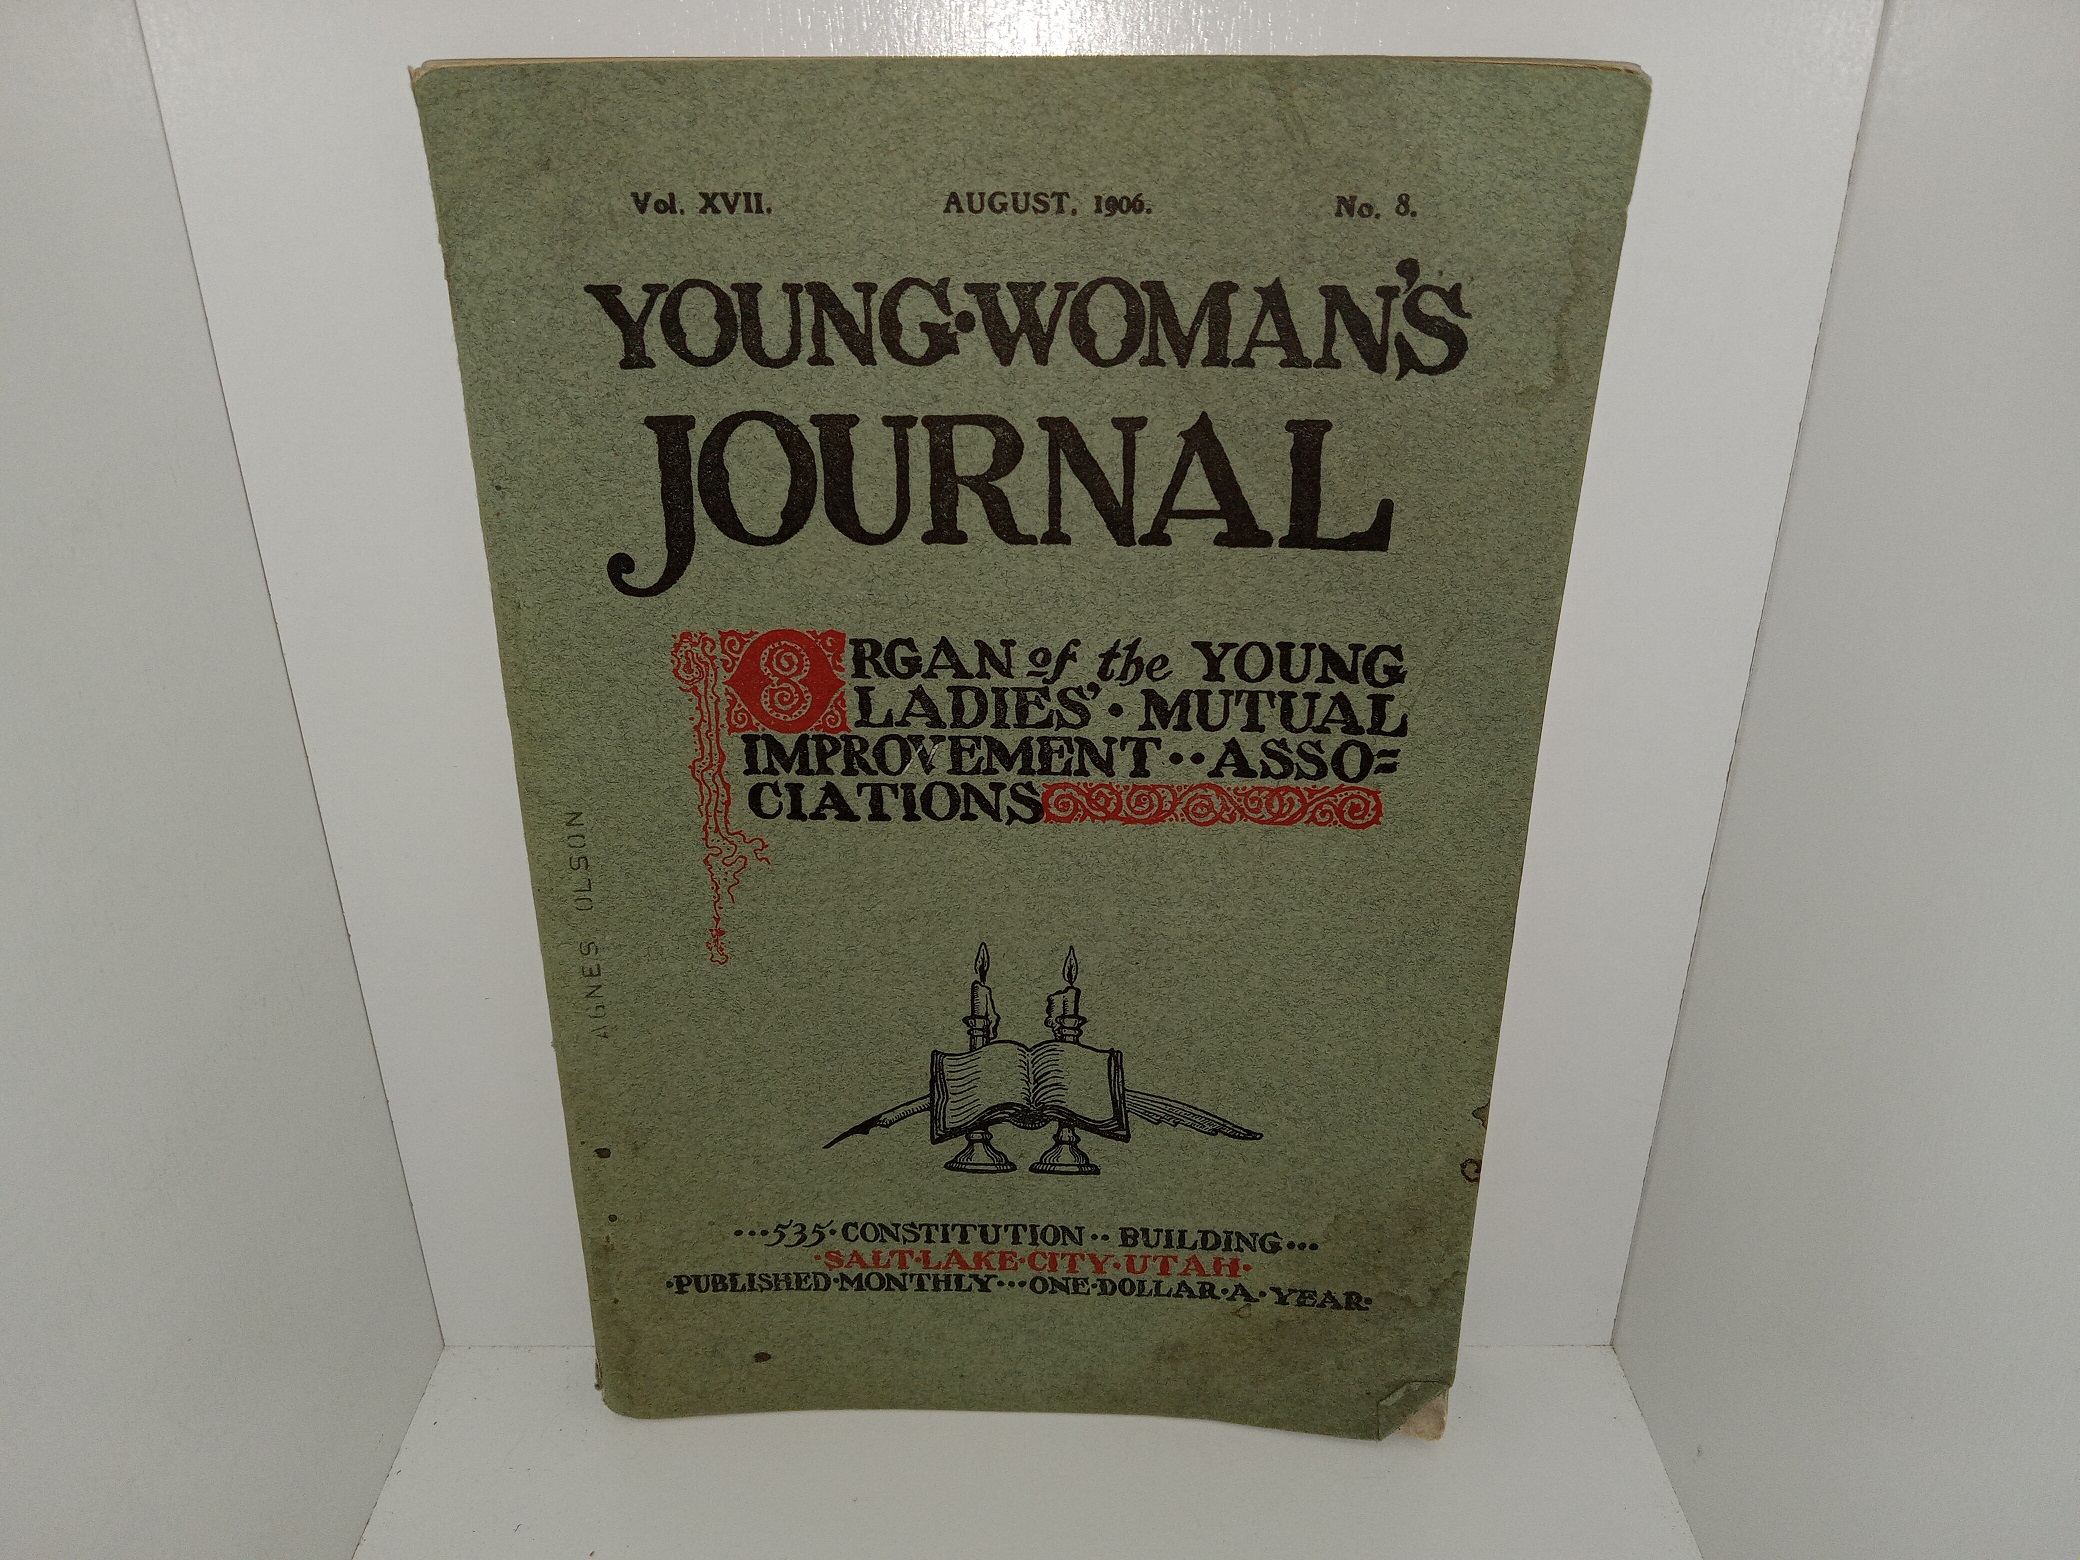 Vol. XVII. AUGUST, 1906. No. 8.
YOUNG·WOMAN'S
JOURNAL
ORGAN of the YOUNG
LADIES'·MUTUAL
IMPROVEMENT··ASSO=
CIATIONS
AGNES OLSON
···535·CONSTITUTION··BUILDING···
·SALT·LAKE·CITY·UTAH·
·PUBLISHED·MONTHLY···ONE·DOLLAR·A·YEAR·